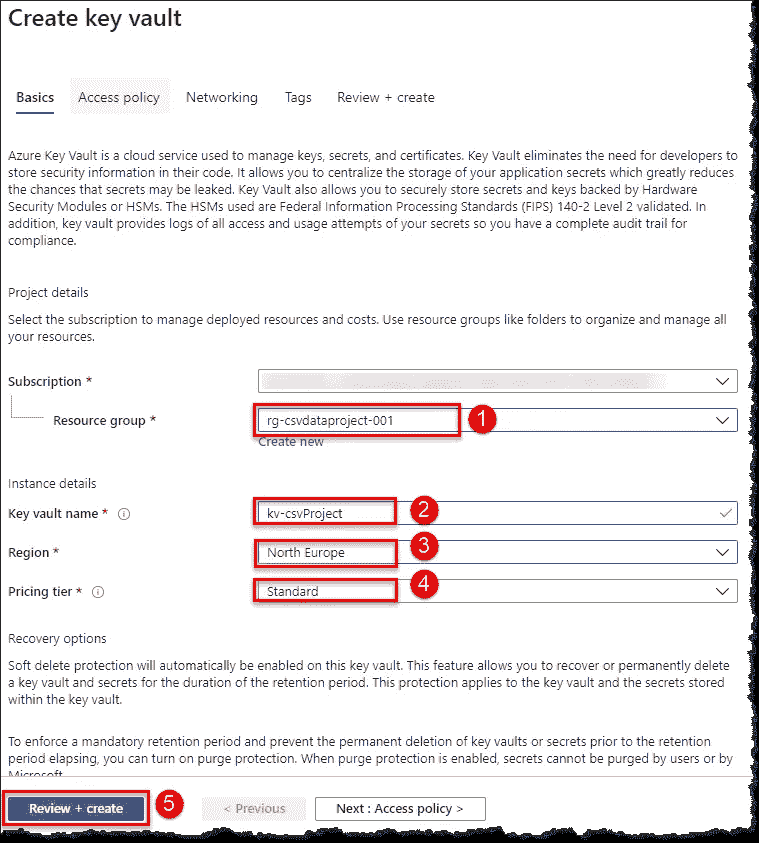 Create key vault
Basics Access policy Networking Tags Review + create
Azure Key Vault is a cloud service used to manage keys, secrets, and certificates. Key Vault eliminates the need for developers to
store security information in their code. It allows you to centralize the storage of your application secrets which greatly reduces
the chances that secrets may be leaked. Key Vault also allows you to securely store secrets and keys backed by Hardware
Security Modules or HSMs. The HSMs used are Federal Information Processing Standards (FIPS) 140-2 Level 2 validated. In
addition, key vault provides logs of all access and usage attempts of your secrets so you have a complete audit trail for
compliance.
Project details
Select the subscription to manage deployed resources and costs. Use resource groups like folders to organize and manage all
your resources.
Subscription *
Resource group * rg-csvdataproject-001 1
Create new
Instance details
Key vault name * kv-csvProject 2
Region * North Europe 3
Pricing tier * Standard 4
Recovery options
Soft delete protection will automatically be enabled on this key vault. This feature allows you to recover or permanently delete
a key vault and secrets for the duration of the retention period. This protection applies to the key vault and the secrets stored
within the key vault.
To enforce a mandatory retention period and prevent the permanent deletion of key vaults or secrets prior to the retention
period elapsing, you can turn on purge protection. When purge protection is enabled, secrets cannot be purged by users or by
Microsoft.
Review + create 5 < Previous Next : Access policy >